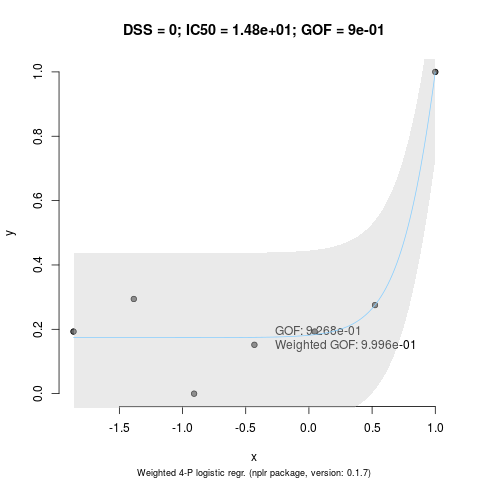 DSS = 0; IC50 = 1.48e+01; GOF = 9e-01
1.0
0.8
0.6
y
0.4
0.2
0.0
GOF: 9.268e-01
Weighted GOF: 9.996e-01
-1.5 -1.0 -0.5 0.0 0.5 1.0
x
Weighted 4-P logistic regr. (nplr package, version: 0.1.7)